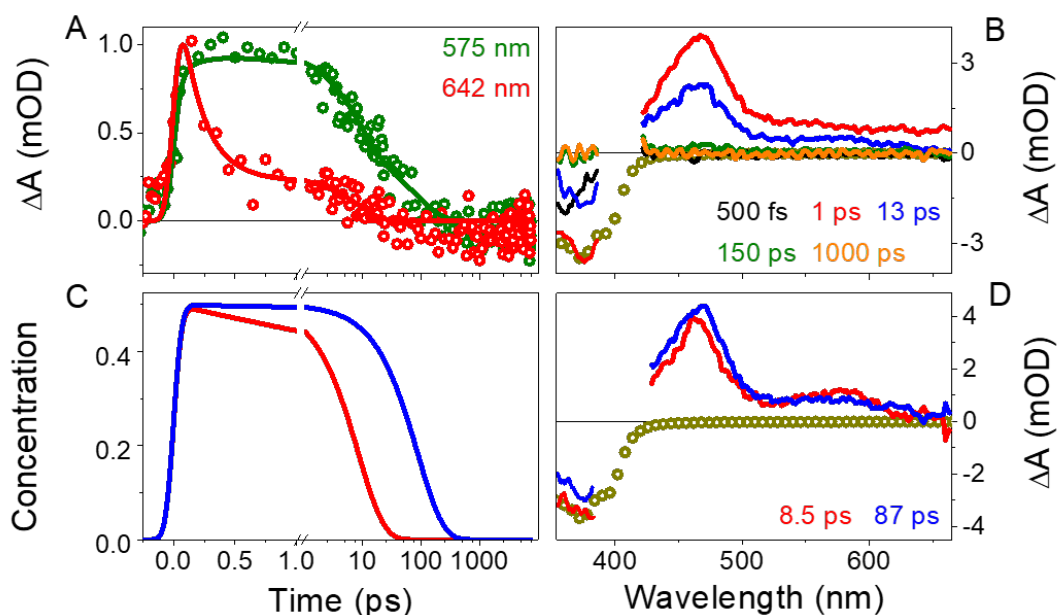 A
B
1.0
0.5
0.0
ΔA (mOD)
575 nm
642 nm
3
0
-3
ΔA (mOD)
500 fs 1 ps 13 ps
150 ps 1000 ps
C
D
0.4
0.2
0.0
Concentration
4
2
0
-2
-4
ΔA (mOD)
8.5 ps 87 ps
0.0 0.5 1.0 10 100 1000
400 500 600
Time (ps)
Wavelength (nm)